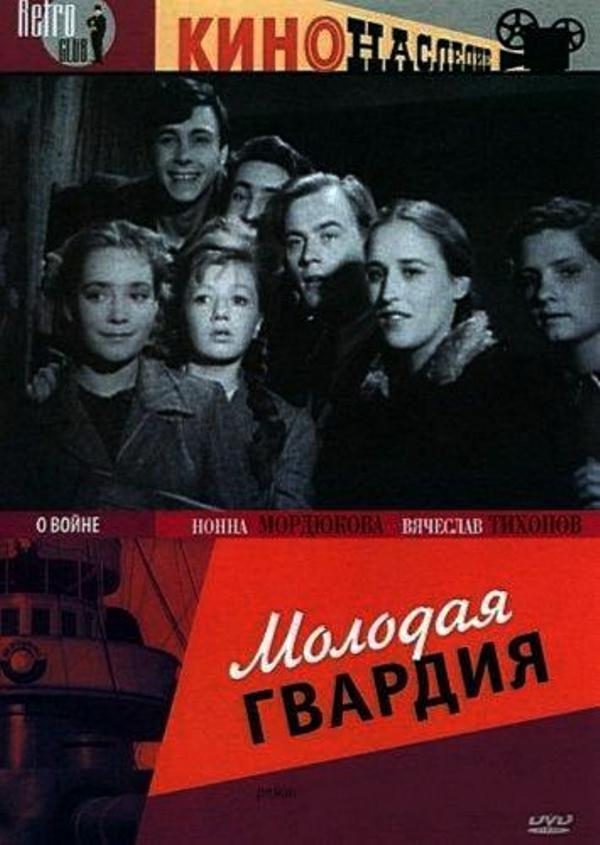 Retro
CLUB
КИНОНАСЛЕДИЕ
О ВОЙНЕ
НОННА МОРДЮКОВА ВЯЧЕСЛАВ ТИХОНОВ
Молодая
ГВАРДИЯ
DVD